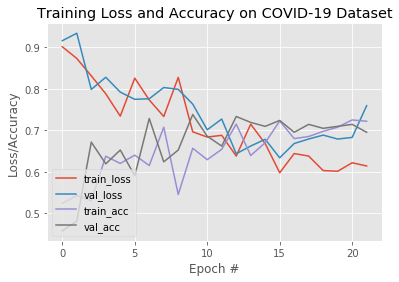 Training Loss and Accuracy on COVID-19 Dataset
Loss/Accuracy
0.9
0.8
0.7
0.6
0.5
train_loss
val_loss
train_acc
val_acc
0
5
10
15
20
Epoch #